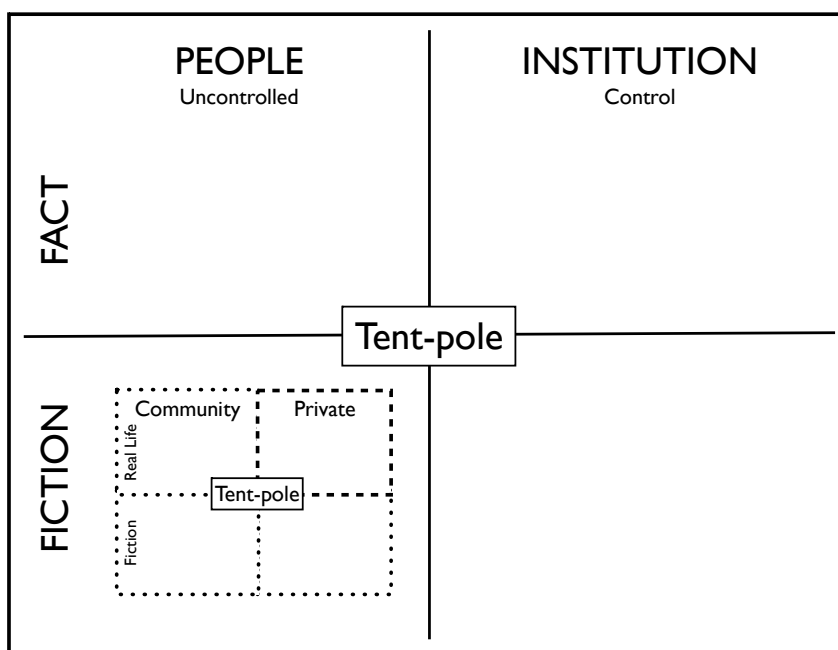 PEOPLE
Uncontrolled
INSTITUTION
Control
FACT
Tent-pole
FICTION
Community
Private
Real Life
Tent-pole
Fiction